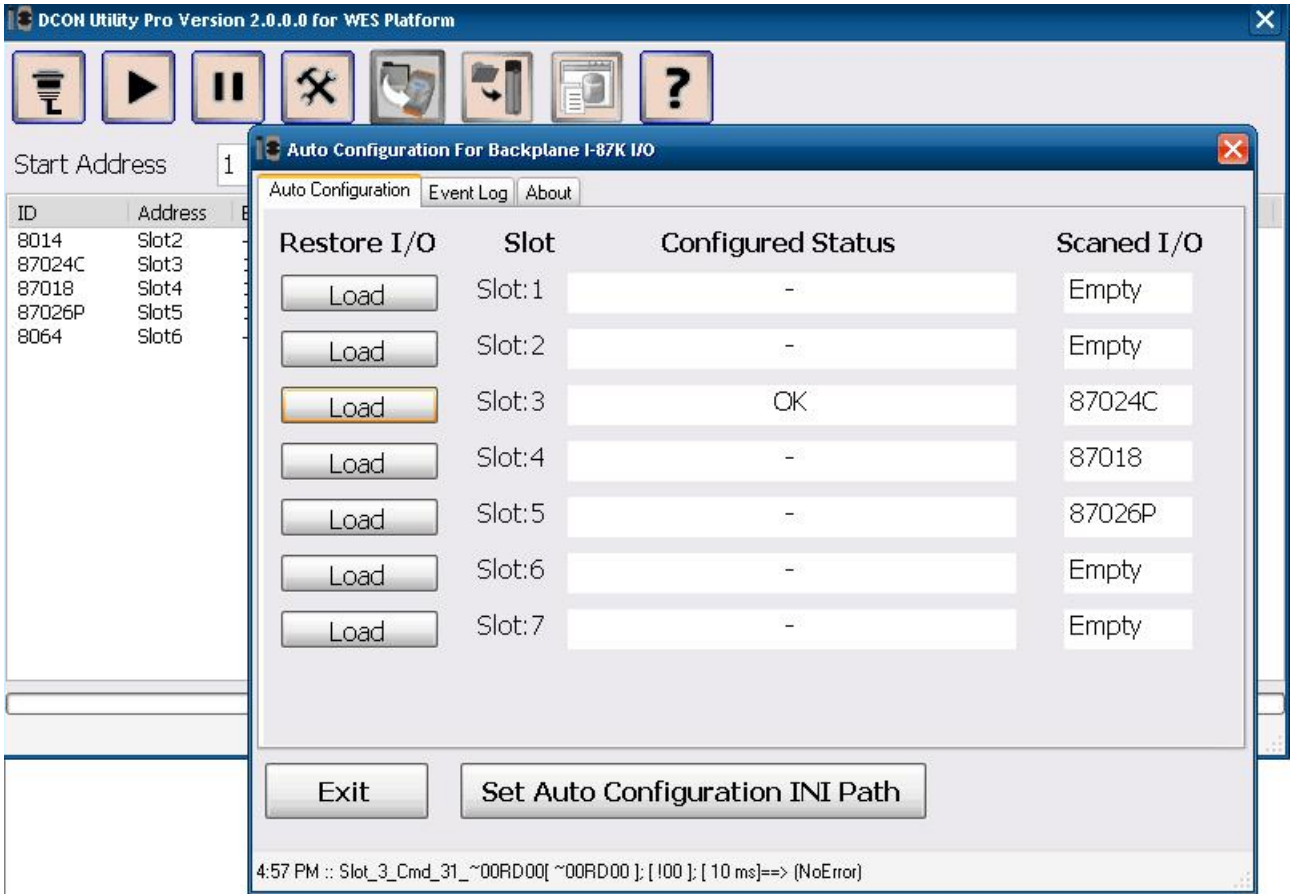 DCON Utility Pro Version 2.0.0.0 for WES Platform
Start Address 1
ID Address
8014 Slot2
87024C Slot3
87018 Slot4
87026P Slot5
8064 Slot6
Auto Configuration For Backplane I-87K I/O
Auto Configuration Event Log About
Restore I/O Slot Configured Status Scaned I/O
Load Slot:1 - Empty
Load Slot:2 - Empty
Load Slot:3 OK 87024C
Load Slot:4 - 87018
Load Slot:5 - 87026P
Load Slot:6 - Empty
Load Slot:7 - Empty
Exit Set Auto Configuration INI Path
4:57 PM :: Slot_3_Cmd_31_~00RD00[ ~00RD00 ]; [ !00 ]; [ 10 ms]==> (NoError)